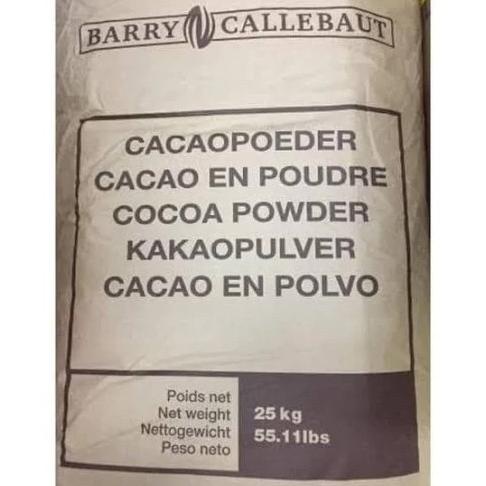 BARRY CALLEBAUT
CACAOPOEDER
CACAO EN POUDRE
COCOA POWDER
KAKAOPULVER
CACAO EN POLVO
Poids net
Net weight 25 kg
Nettogewicht 55.11lbs
Peso neto